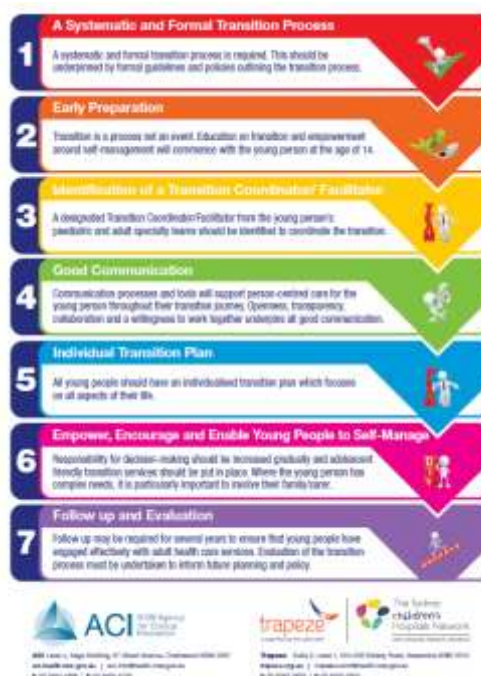 1
A Systematic and Formal Transition Process
A systematic and formal transition process is required. This should be
underpinned by formal guidelines and policies outlining the transition process.
2
Early Preparation
Transition is a process not an event. Education on transition and empowerment
around self-management will commence with the young person at the age of 14.
3
Identification of a Transition Coordinator/ Facilitator
A designated Transition Coordinator/Facilitator from the young person's
paediatric and adult specialty teams should be identified to coordinate the transition.
4
Good Communication
Communication processes and tools will support person-centred care for the
young person throughout their transition journey. Openness, transparency,
collaboration and a willingness to work together underpins all good communication.
5
Individual Transition Plan
All young people should have an individualised transition plan which focuses
on all aspects of their life.
6
Empower, Encourage and Enable Young People to Self-Manage
Responsibility for decision-making should be increased gradually and adolescent
friendly transition services should be put in place. Where the young person has
complex needs, it is particularly important to involve their family/carer.
7
Follow up and Evaluation
Follow up may be required for several years to ensure that young people have
engaged effectively with adult health care services. Evaluation of the transition
process must be undertaken to inform future planning and policy.
ACI
NSW Agency
for Clinical
Innovation
trapeze
The Sydney
children's
Hospitals Network